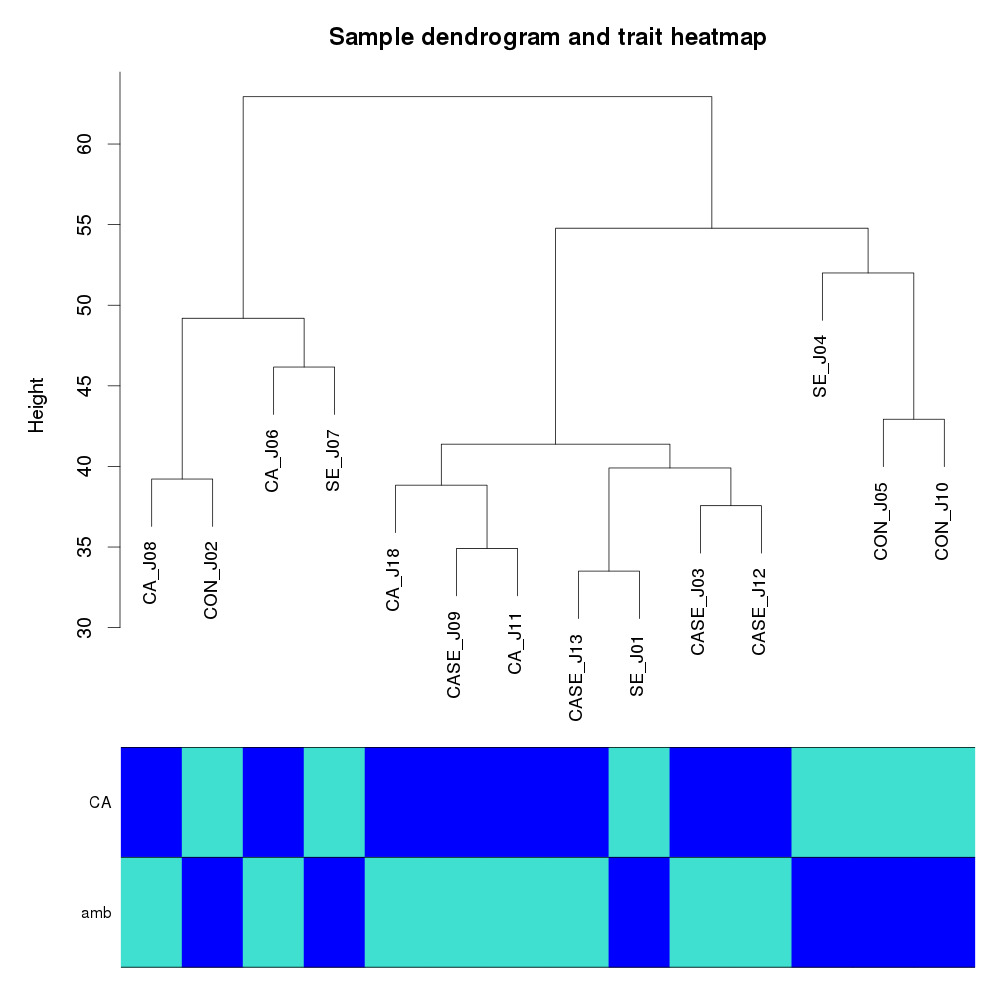 Sample dendrogram and trait heatmap
Height
60
55
50
45
40
35
30
CA_J08
CON_J02
CA_J06
SE_J07
CA_J18
CASE_J09
CA_J11
CASE_J13
SE_J01
CASE_J03
CASE_J12
SE_J04
CON_J05
CON_J10
CA
amb